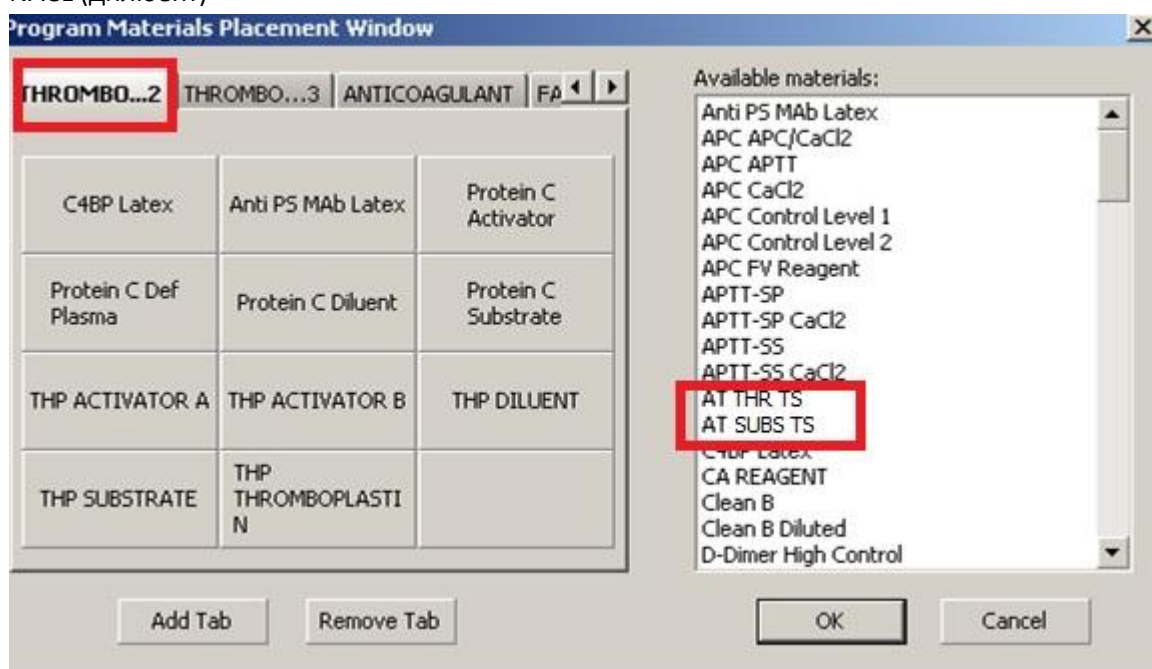 Program Materials Placement Window
THROMBO...2
THROMBO...3
ANTICOAGULANT
FA
C4BP Latex
Anti PS MAb Latex
Protein C
Activator
Protein C Def
Plasma
Protein C Diluent
Protein C
Substrate
THP ACTIVATOR A
THP ACTIVATOR B
THP DILUENT
THP SUBSTRATE
THP
THROMBOPLASTI
N
Add Tab
Remove Tab
Available materials:
Anti PS MAb Latex
APC APC/CaCl2
APC APTT
APC CaCl2
APC Control Level 1
APC Control Level 2
APC FV Reagent
APTT-SP
APTT-SP CaCl2
APTT-SS
APTT-SS CaCl2
AT THR TS
AT SUBS TS
C4BP Latex
CA REAGENT
Clean B
Clean B Diluted
D-Dimer High Control
OK
Cancel